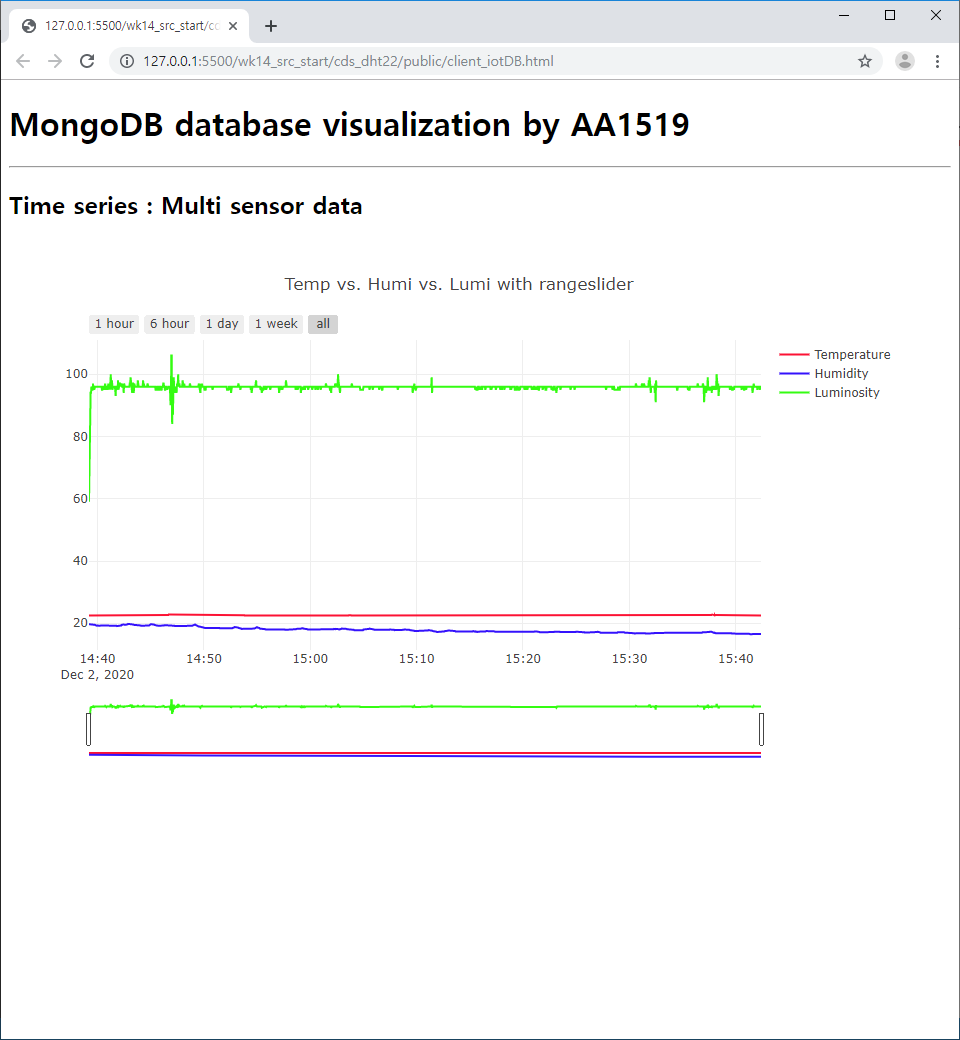 127.0.0.1:5500/wk14_src_start/cd
127.0.0.1:5500/wk14_src_start/cds_dht22/public/client_iotDB.html
MongoDB database visualization by AA1519
Time series : Multi sensor data
Temp vs. Humi vs. Lumi with rangeslider
1 hour 6 hour 1 day 1 week all
Temperature
Humidity
Luminosity
100
80
60
40
20
14:40 14:50 15:00 15:10 15:20 15:30 15:40
Dec 2, 2020